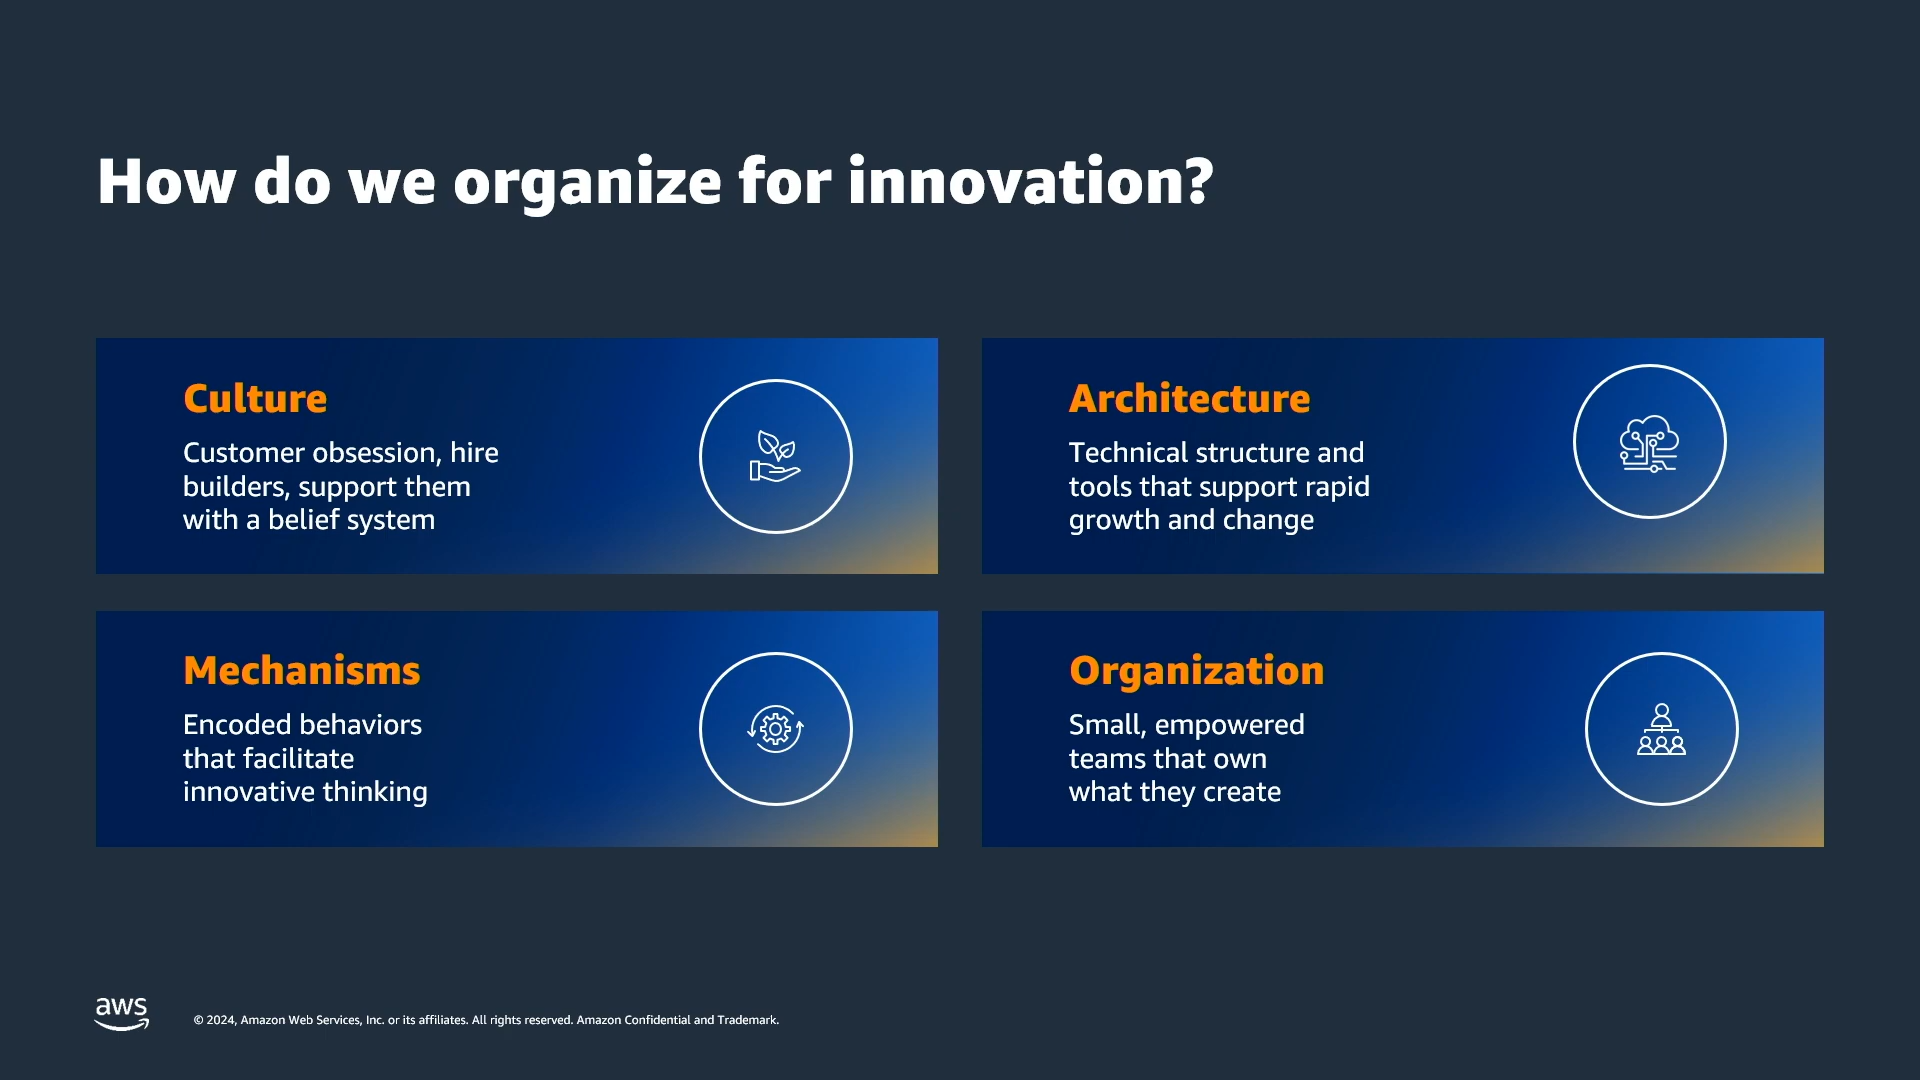 How do we organize for innovation?
Culture
Customer obsession, hire
builders, support them
with a belief system
Architecture
Technical structure and
tools that support rapid
growth and change
Mechanisms
Encoded behaviors
that facilitate
innovative thinking
Organization
Small, empowered
teams that own
what they create
aws
© 2024, Amazon Web Services, Inc. or its affiliates. All rights reserved. Amazon Confidential and Trademark.